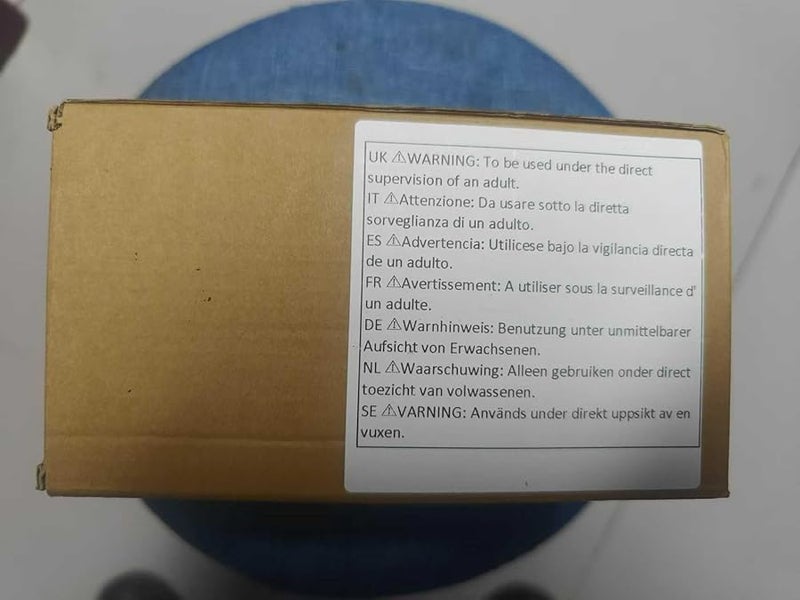 UK ⚠WARNING: To be used under the direct
supervision of an adult.
IT ⚠Attenzione: Da usare sotto la diretta
sorveglianza di un adulto.
ES ⚠Advertencia: Utilicese bajo la vigilancia directa
de un adulto.
FR ⚠Avertissement: A utiliser sous la surveillance d'
un adulte.
DE ⚠Warnhinweis: Benutzung unter unmittelbarer
Aufsicht von Erwachsenen.
NL ⚠Waarschuwing: Alleen gebruiken onder direct
toezicht van volwassenen.
SE ⚠VARNING: Används under direkt uppsikt av en
vuxen.